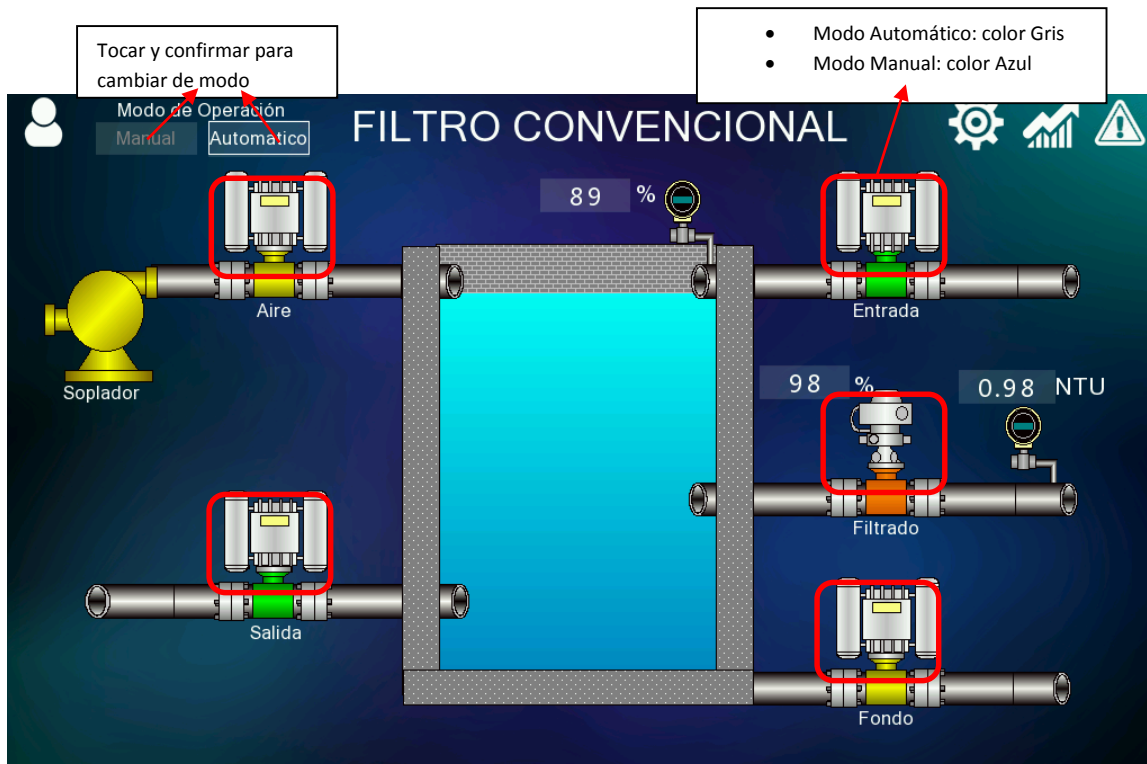 Tocar y confirmar para
cambiar de modo
• Modo Automático: color Gris
• Modo Manual: color Azul
Modo de Operación
Manual
Automático
FILTRO CONVENCIONAL
89 %
Aire
Entrada
Soplador
98 %
0.98 NTU
Filtrado
Salida
Fondo